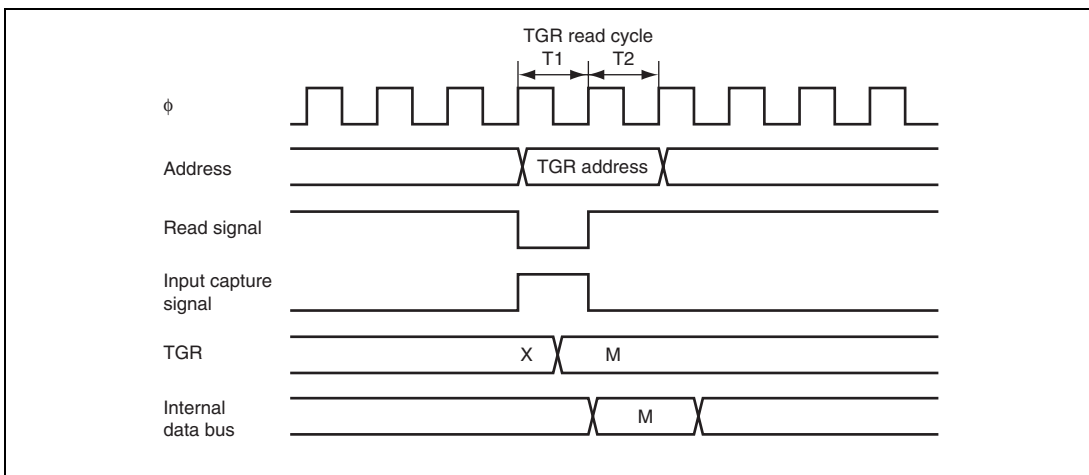 TGR read cycle
T1 T2
ϕ
Address
TGR address
Read signal
Input capture
signal
TGR
X M
Internal
data bus
M